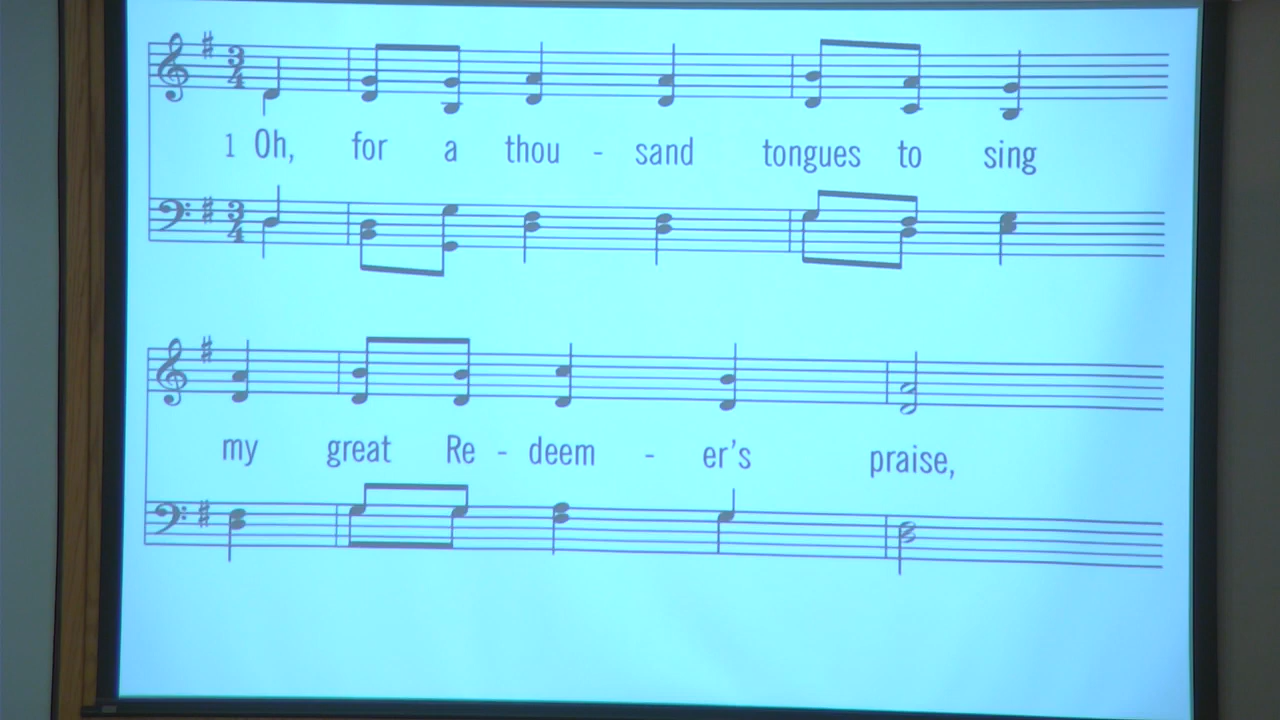 1 Oh, for a thou - sand tongues to sing
my great Re - deem - er's praise,